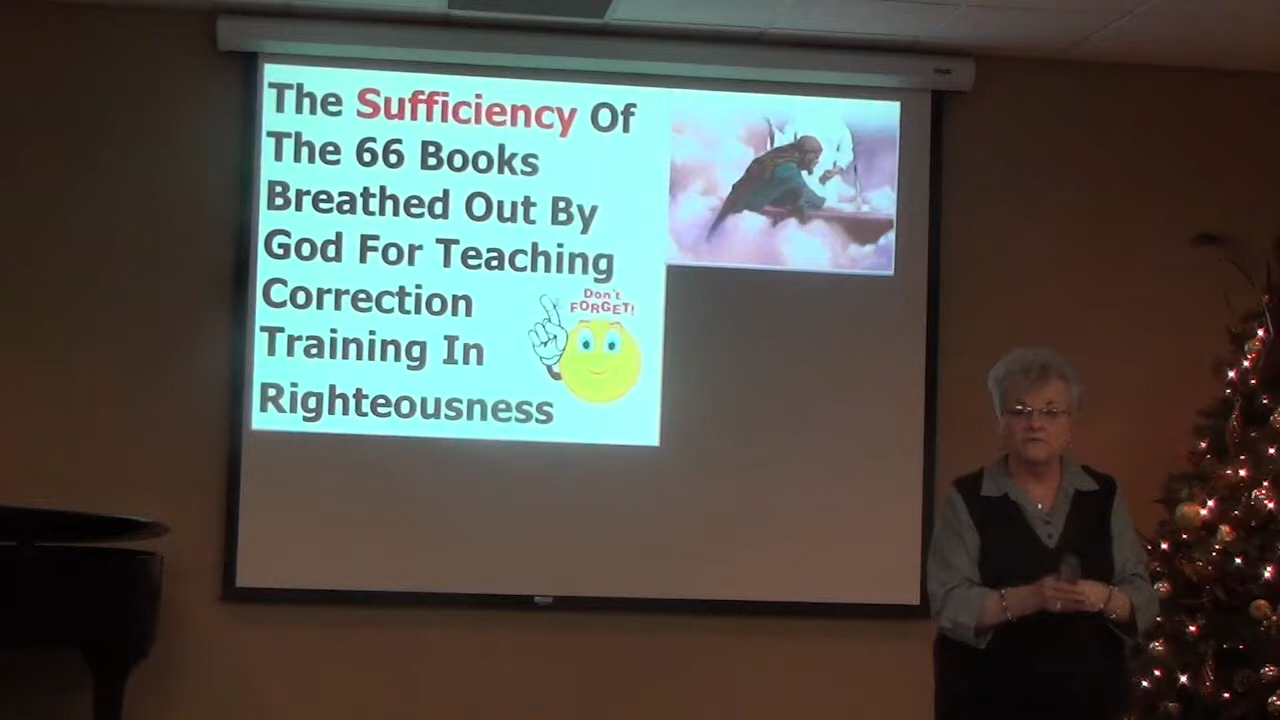 The Sufficiency Of
The 66 Books
Breathed Out By
God For Teaching
Correction
Training In
Righteousness
Don't
FORGET!